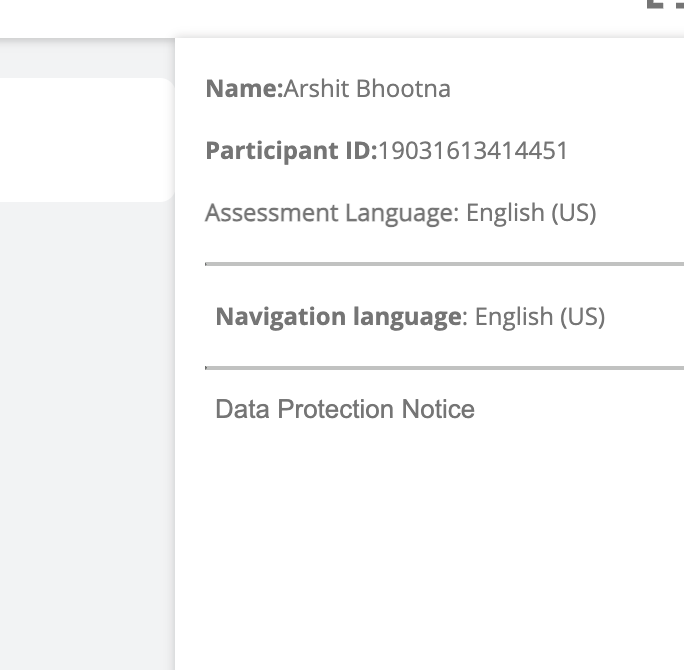 Name:Arshit Bhootna
Participant ID:19031613414451
Assessment Language: English (US)
Navigation language: English (US)
Data Protection Notice